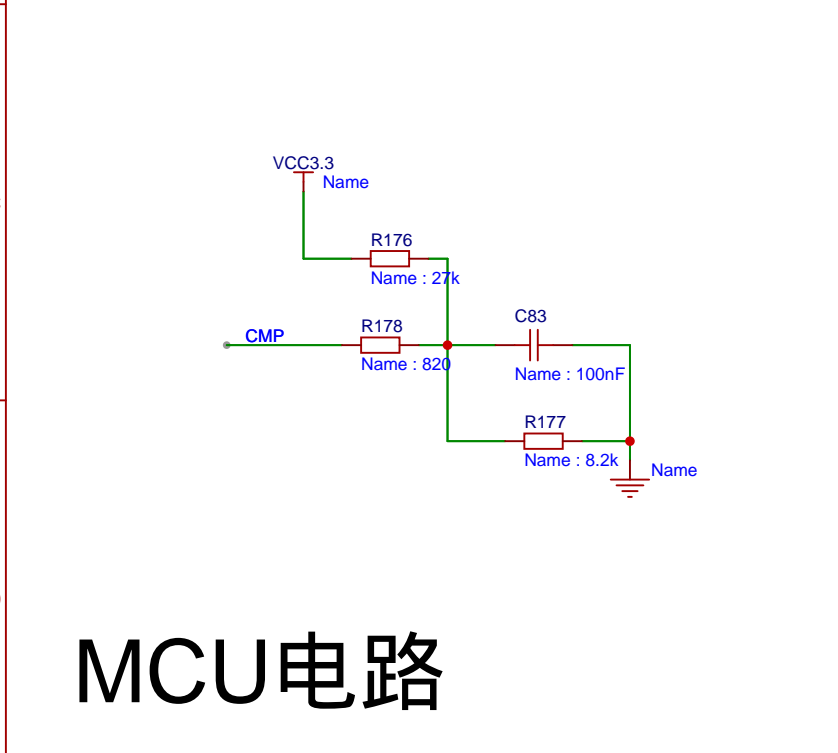 VCC3.3
Name
R176
Name : 27k
C83
R178
CMP
Name : 820
Name : 100nF
R177
Name : 8.2k
Name
MCU电路